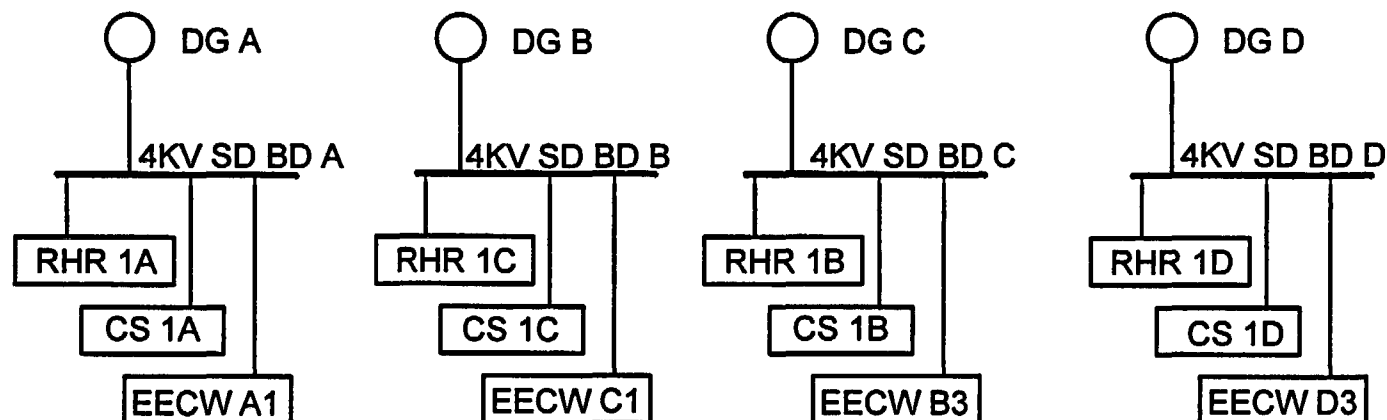 DG A
DG B
DG C
DG D
4KV SD BD A
4KV SD BD B
4KV SD BD C
4KV SD BD D
RHR 1A
RHR 1C
RHR 1B
RHR 1D
CS 1A
CS 1C
CS 1B
CS 1D
EECW A1
EECW C1
EECW B3
EECW D3